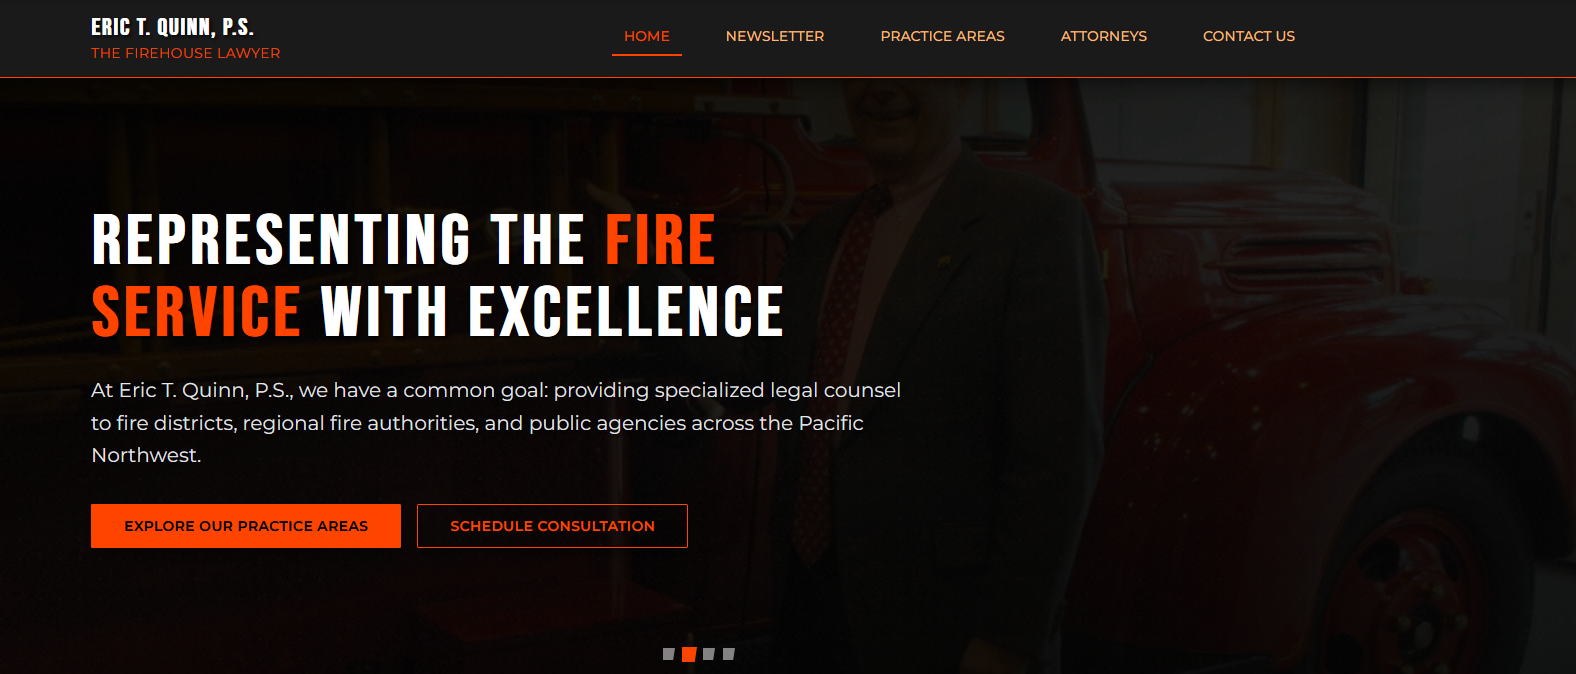 ERIC T. QUINN, P.S.
THE FIREHOUSE LAWYER
HOME
NEWSLETTER
PRACTICE AREAS
ATTORNEYS
CONTACT US
REPRESENTING THE FIRE
SERVICE WITH EXCELLENCE
At Eric T. Quinn, P.S., we have a common goal: providing specialized legal counsel
to fire districts, regional fire authorities, and public agencies across the Pacific
Northwest.
EXPLORE OUR PRACTICE AREAS
SCHEDULE CONSULTATION